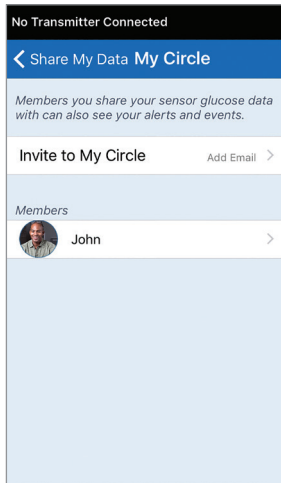 No Transmitter Connected
Share My Data My Circle
Members you share your sensor glucose data
with can also see your alerts and events.
Invite to My Circle Add Email
Members
John